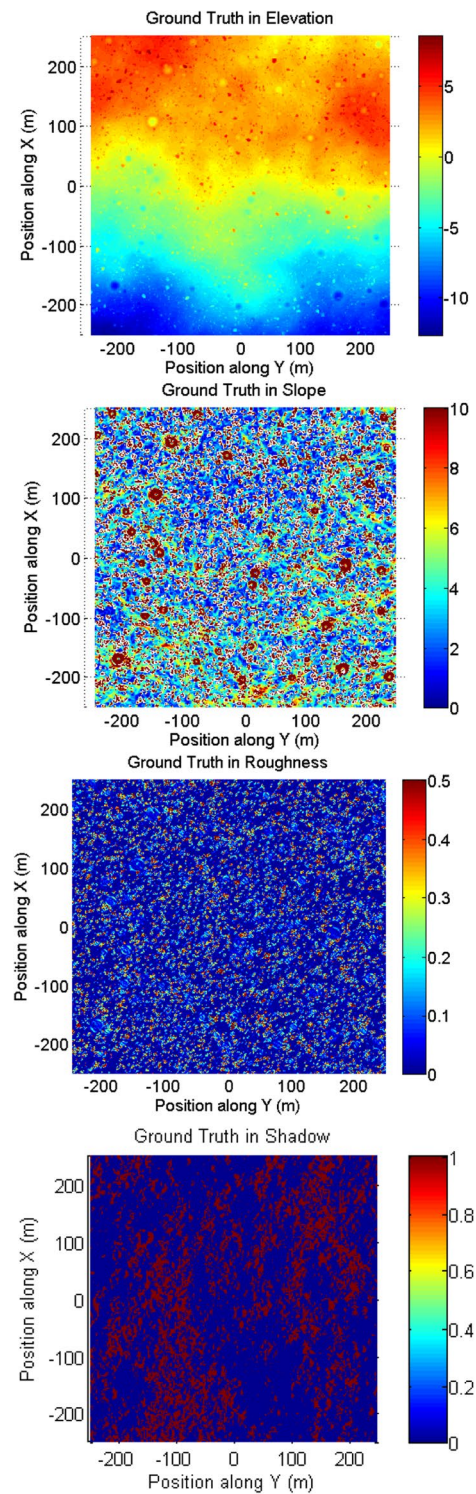 Ground Truth in Elevation
Position along X (m)
200
100
0
-100
-200
-200 -100 0 100 200
Position along Y (m)
5
0
-5
-10
Ground Truth in Slope
Position along X (m)
200
100
0
-100
-200
-200 -100 0 100 200
Position along Y (m)
10
8
6
4
2
0
Ground Truth in Roughness
Position along X (m)
200
100
0
-100
-200
-200 -100 0 100 200
Position along Y (m)
0.5
0.4
0.3
0.2
0.1
0
Ground Truth in Shadow
Position along X (m)
200
100
0
-100
-200
-200 -100 0 100 200
Position along Y (m)
1
0.8
0.6
0.4
0.2
0